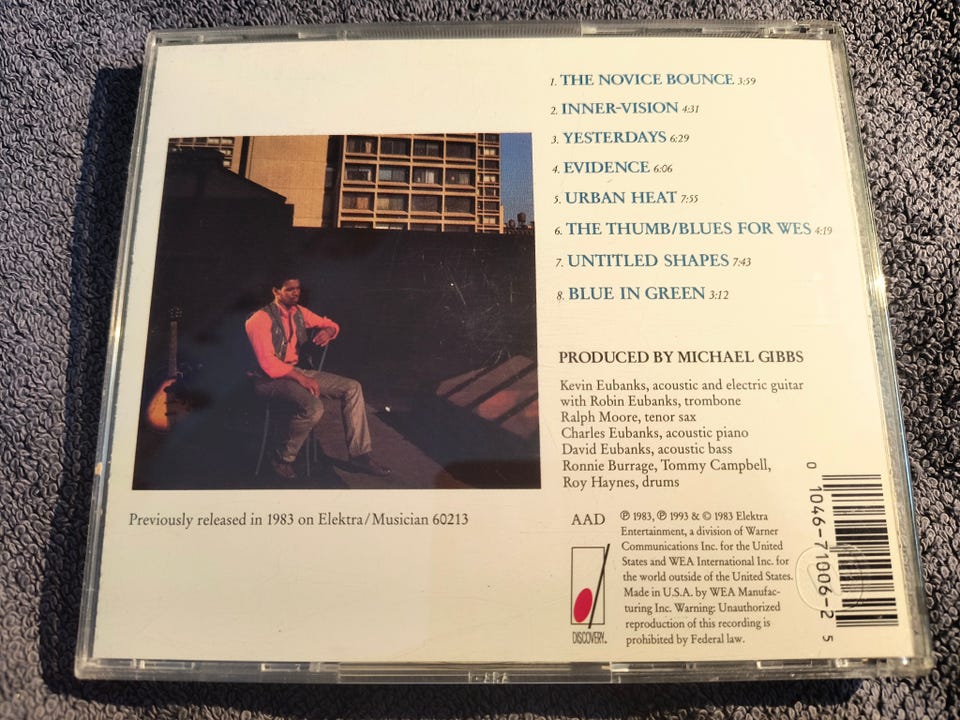 1. THE NOVICE BOUNCE 3:59
2. INNER-VISION 4:31
3. YESTERDAYS 6:29
4. EVIDENCE 6:06
5. URBAN HEAT 7:55
6. THE THUMB/BLUES FOR WES 4:19
7. UNTITLED SHAPES 7:43
8. BLUE IN GREEN 3:12
PRODUCED BY MICHAEL GIBBS
Kevin Eubanks, acoustic and electric guitar
with Robin Eubanks, trombone
Ralph Moore, tenor sax
Charles Eubanks, acoustic piano
David Eubanks, acoustic bass
Ronnie Burrage, Tommy Campbell,
Roy Haynes, drums
Previously released in 1983 on Elektra/Musician 60213
AAD
℗ 1983, ℗ 1993 & © 1983 Elektra
Entertainment, a division of Warner
Communications Inc. for the United
States and WEA International Inc. for
the world outside of the United States.
Made in U.S.A. by WEA Manufac-
turing Inc. Warning: Unauthorized
reproduction of this recording is
prohibited by Federal law.
DISCOVERY™
0 1046-71006-2 5